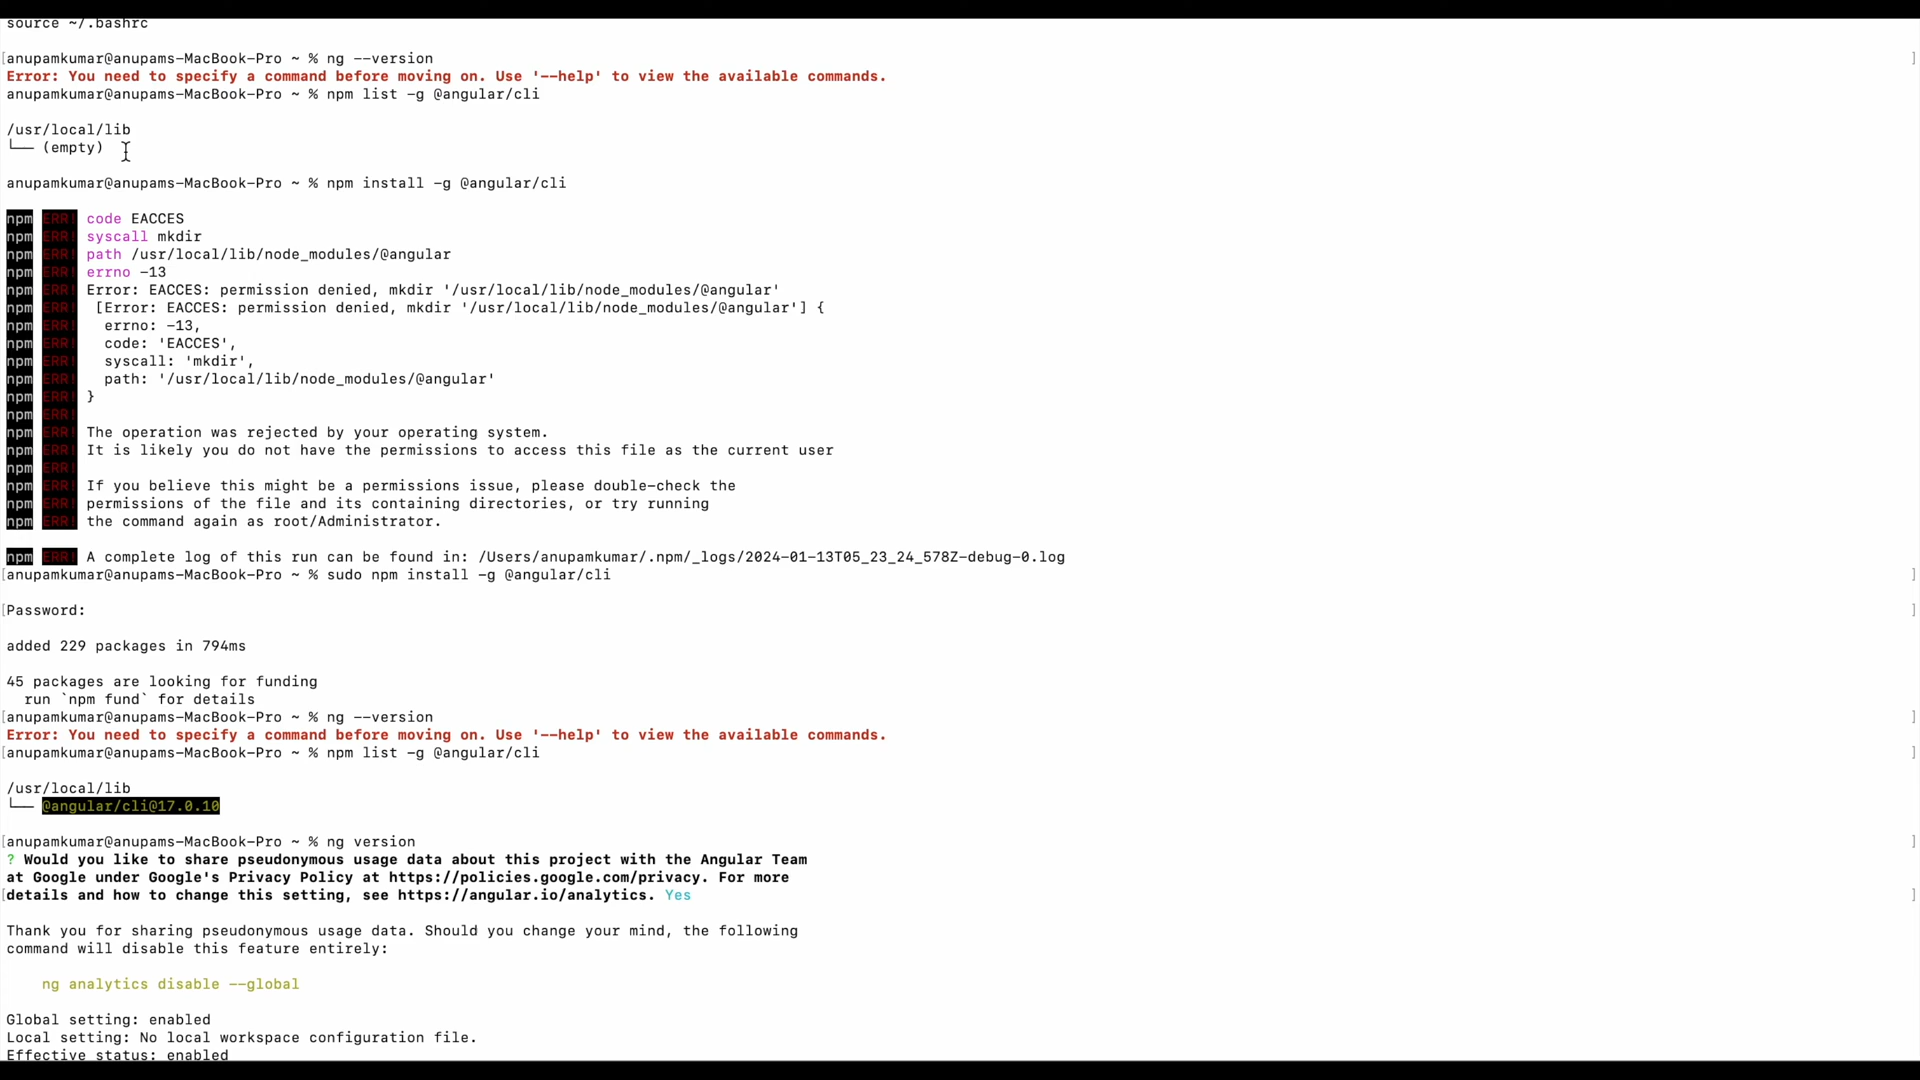 source ~/.bashrc
[anupamkumar@anupams-MacBook-Pro ~ % ng --version ]
Error: You need to specify a command before moving on. Use '--help' to view the available commands.
anupamkumar@anupams-MacBook-Pro ~ % npm list -g @angular/cli
/usr/local/lib
└── (empty)
anupamkumar@anupams-MacBook-Pro ~ % npm install -g @angular/cli
npm ERR! code EACCES
npm ERR! syscall mkdir
npm ERR! path /usr/local/lib/node_modules/@angular
npm ERR! errno -13
npm ERR! Error: EACCES: permission denied, mkdir '/usr/local/lib/node_modules/@angular'
npm ERR!  [Error: EACCES: permission denied, mkdir '/usr/local/lib/node_modules/@angular'] {
npm ERR!   errno: -13,
npm ERR!   code: 'EACCES',
npm ERR!   syscall: 'mkdir',
npm ERR!   path: '/usr/local/lib/node_modules/@angular'
npm ERR! }
npm ERR!
npm ERR! The operation was rejected by your operating system.
npm ERR! It is likely you do not have the permissions to access this file as the current user
npm ERR!
npm ERR! If you believe this might be a permissions issue, please double-check the
npm ERR! permissions of the file and its containing directories, or try running
npm ERR! the command again as root/Administrator.
npm ERR! A complete log of this run can be found in: /Users/anupamkumar/.npm/_logs/2024-01-13T05_23_24_578Z-debug-0.log
[anupamkumar@anupams-MacBook-Pro ~ % sudo npm install -g @angular/cli ]
[Password: ]
added 229 packages in 794ms
45 packages are looking for funding
  run `npm fund` for details
[anupamkumar@anupams-MacBook-Pro ~ % ng --version ]
Error: You need to specify a command before moving on. Use '--help' to view the available commands.
[anupamkumar@anupams-MacBook-Pro ~ % npm list -g @angular/cli ]
/usr/local/lib
└── @angular/cli@17.0.10
[anupamkumar@anupams-MacBook-Pro ~ % ng version ]
? Would you like to share pseudonymous usage data about this project with the Angular Team
at Google under Google's Privacy Policy at https://policies.google.com/privacy. For more
[details and how to change this setting, see https://angular.io/analytics. Yes ]
Thank you for sharing pseudonymous usage data. Should you change your mind, the following
command will disable this feature entirely:
    ng analytics disable --global
Global setting: enabled
Local setting: No local workspace configuration file.
Effective status: enabled